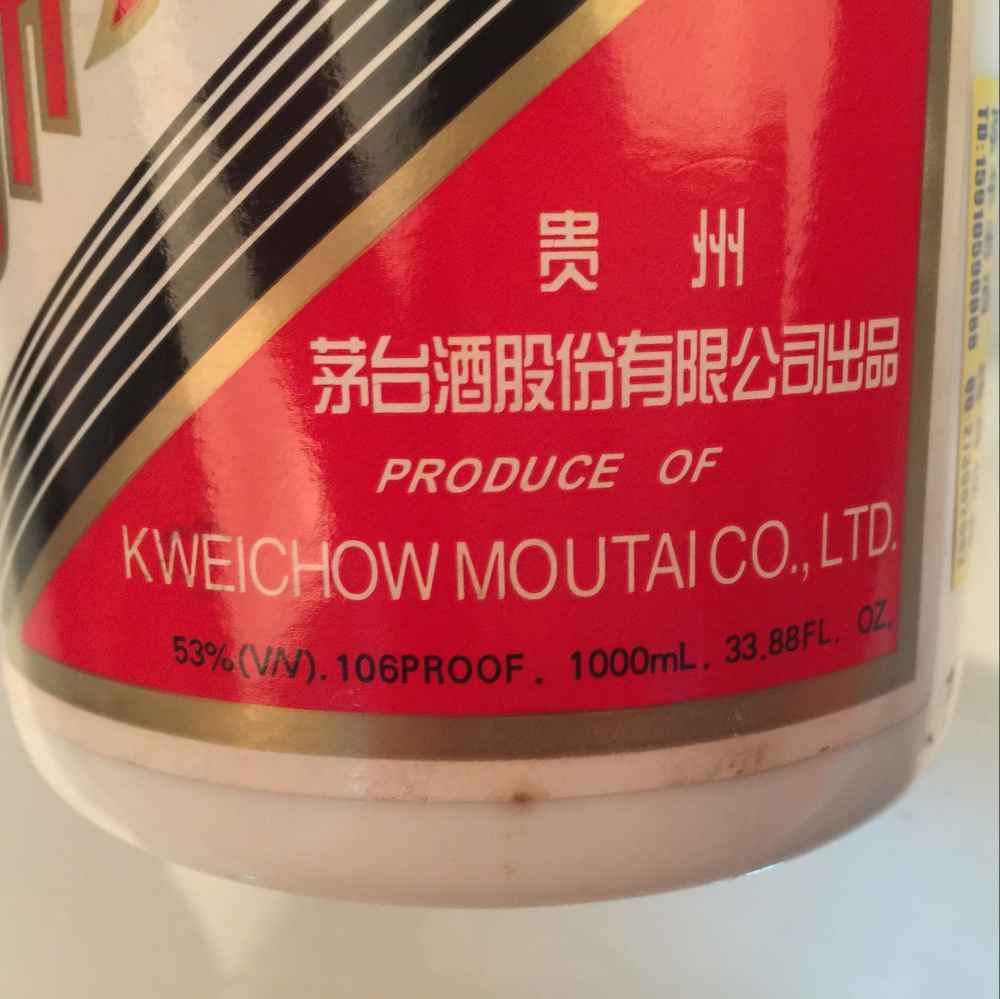 贵 州
茅台酒股份有限公司出品
PRODUCE OF
KWEICHOW MOUTAI CO., LTD.
53% (V/V). 106PROOF. 1000mL. 33.88FL. OZ.